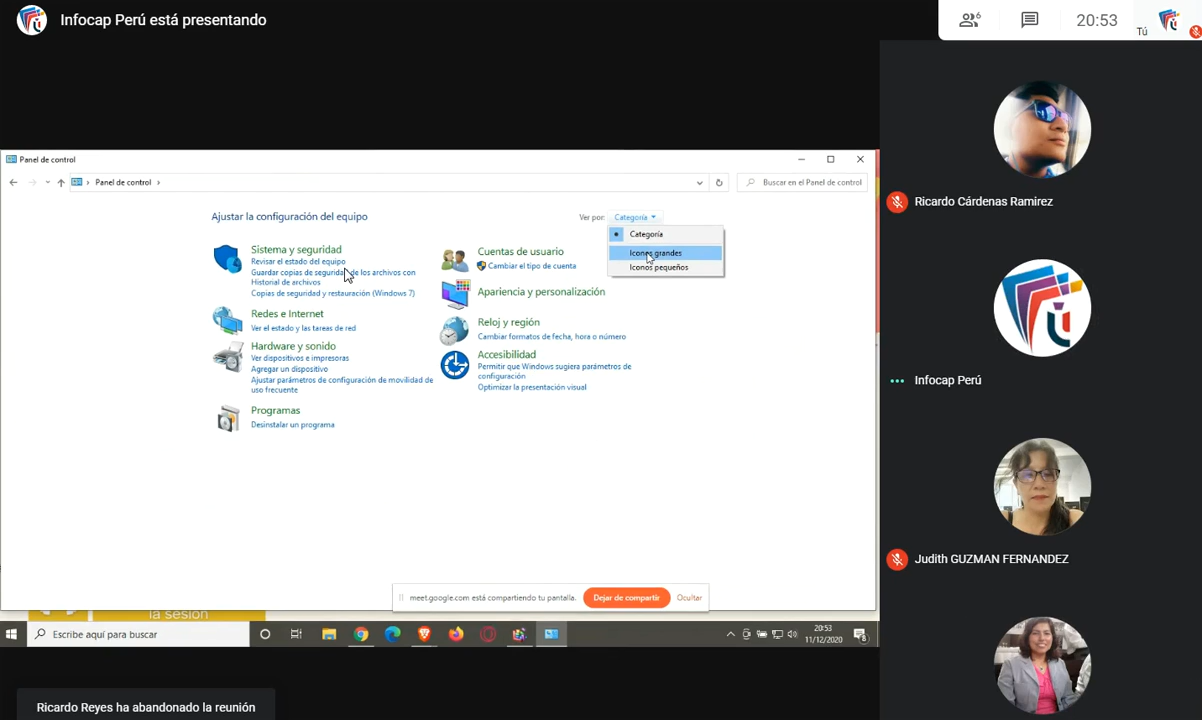 Infocap Perú está presentando
6
20:53
Tú
Panel de control
Panel de control
Buscar en el Panel de control
Ajustar la configuración del equipo
Ver por:
Categoría
Categoría
Iconos grandes
Iconos pequeños
Sistema y seguridad
Revisar el estado del equipo
Guardar copias de seguridad de los archivos con
Historial de archivos
Copias de seguridad y restauración (Windows 7)
Redes e Internet
Ver el estado y las tareas de red
Hardware y sonido
Ver dispositivos e impresoras
Agregar un dispositivo
Ajustar parámetros de configuración de movilidad de
uso frecuente
Programas
Desinstalar un programa
Cuentas de usuario
Cambiar el tipo de cuenta
Apariencia y personalización
Reloj y región
Cambiar formatos de fecha, hora o número
Accesibilidad
Permitir que Windows sugiera parámetros de
configuración
Optimizar la presentación visual
meet.google.com está compartiendo tu pantalla.
Dejar de compartir
Ocultar
la sesión
Escribe aquí para buscar
20:53
11/12/2020
8
Ricardo Cárdenas Ramirez
Infocap Perú
Judith GUZMAN FERNANDEZ
Ricardo Reyes ha abandonado la reunión